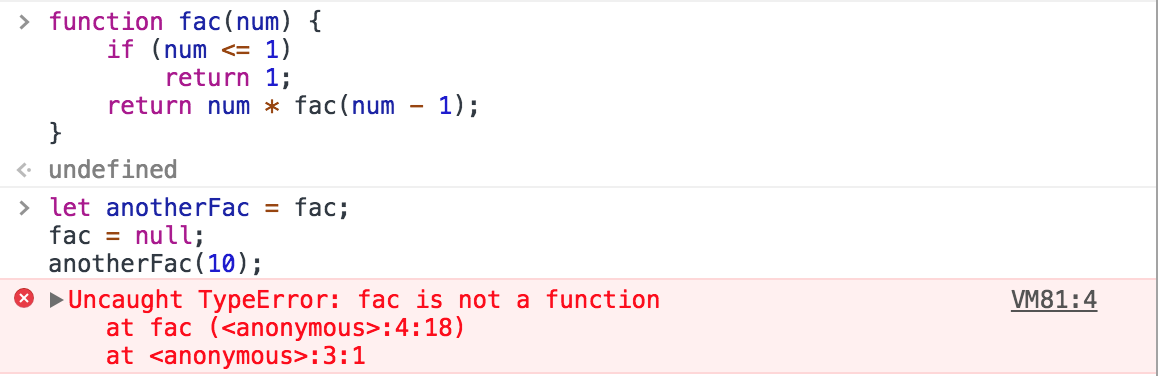 > function fac(num) {
    if (num <= 1)
        return 1;
    return num * fac(num - 1);
}
<· undefined
> let anotherFac = fac;
fac = null;
anotherFac(10);
▶Uncaught TypeError: fac is not a function VM81:4
    at fac (<anonymous>:4:18)
    at <anonymous>:3:1